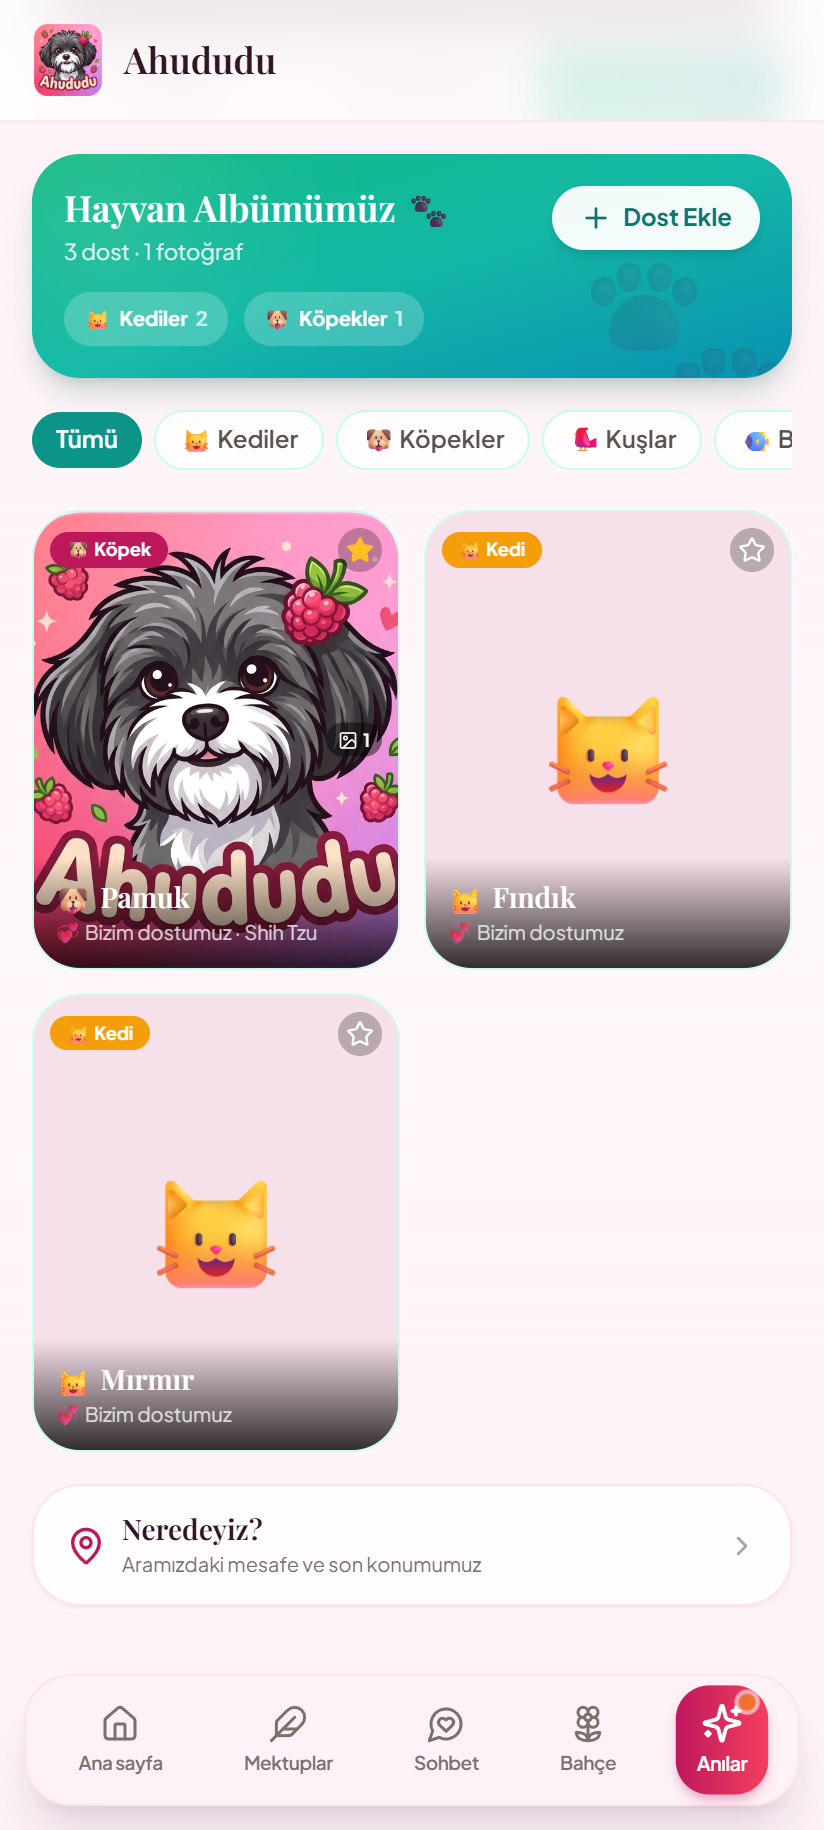 Ahududu
Ahududu
Hayvan Albümümüz
Dost Ekle
3 dost · 1 fotoğraf
Kediler 2
Köpekler 1
Tümü
Kediler
Köpekler
Kuşlar
B
Köpek
1
Ahududu
Pamuk
Bizim dostumuz · Shih Tzu
Kedi
Fındık
Bizim dostumuz
Kedi
Mırmır
Bizim dostumuz
Neredeyiz?
Aramızdaki mesafe ve son konumumuz
Ana sayfa
Mektuplar
Sohbet
Bahçe
Anılar